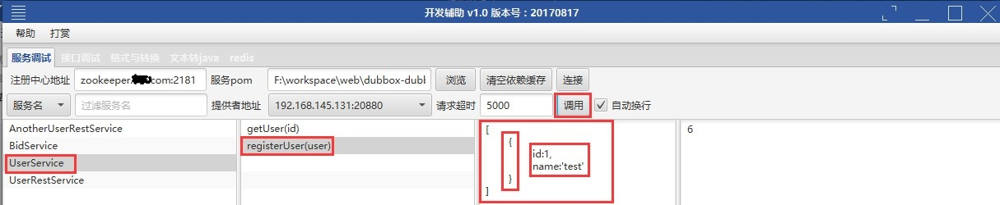 开发辅助 v1.0 版本号：20170817
帮助 打赏
服务调试 接口调试 格式与转换 文本转java redis
注册中心地址 zookeeper. .com:2181 服务pom F:\workspace\web\dubbox-dubb 浏览 清空依赖缓存 连接
服务名 过滤服务名 提供者地址 192.168.145.131:20880 请求超时 5000 调用 自动换行
AnotherUserRestService getUser(id) [ 6
BidService registerUser(user) {
UserService id:1,
name:'test'
UserRestService }
]